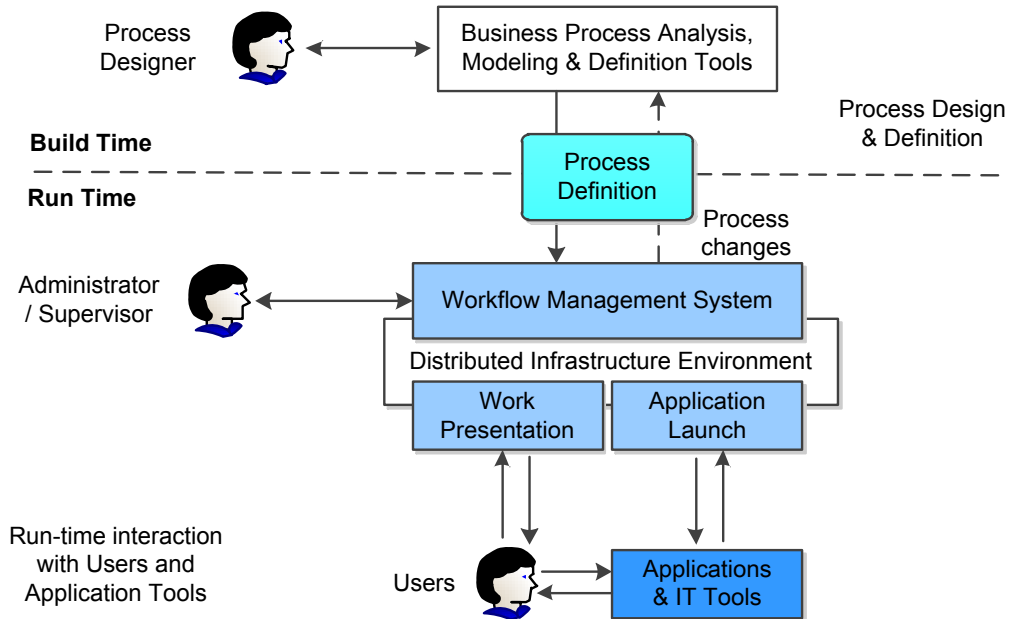 Process
Designer
Business Process Analysis,
Modeling & Definition Tools
Process Design
& Definition
Build Time
Process
Definition
Run Time
Process
changes
Administrator
/ Supervisor
Workflow Management System
Distributed Infrastructure Environment
Work
Presentation
Application
Launch
Run-time interaction
with Users and
Application Tools
Users
Applications
& IT Tools